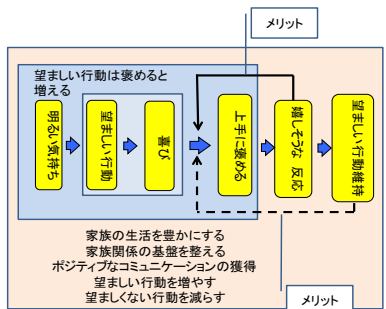 メリット
望ましい行動は褒めると
増える
明るい気持ち
望ましい行動
喜び
上手に褒める
嬉しそうな 反応
望ましい行動維持
家族の生活を豊かにする
家族関係の基盤を整える
ポジティブなコミュニケーションの獲得
望ましい行動を増やす
望ましくない行動を減らす
メリット